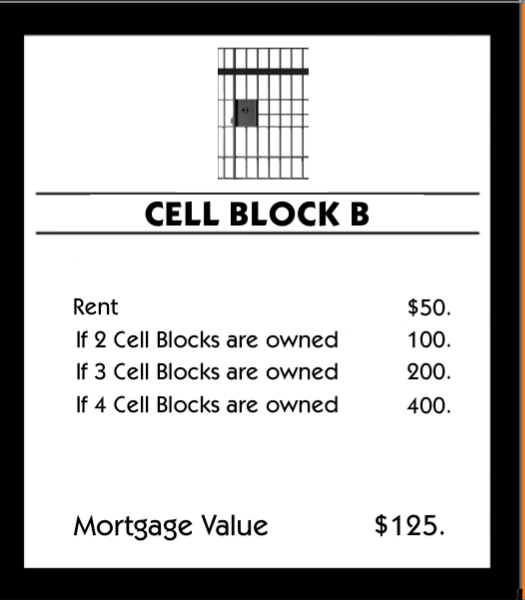 CELL BLOCK B
Rent $50.
If 2 Cell Blocks are owned 100.
If 3 Cell Blocks are owned 200.
If 4 Cell Blocks are owned 400.
Mortgage Value $125.